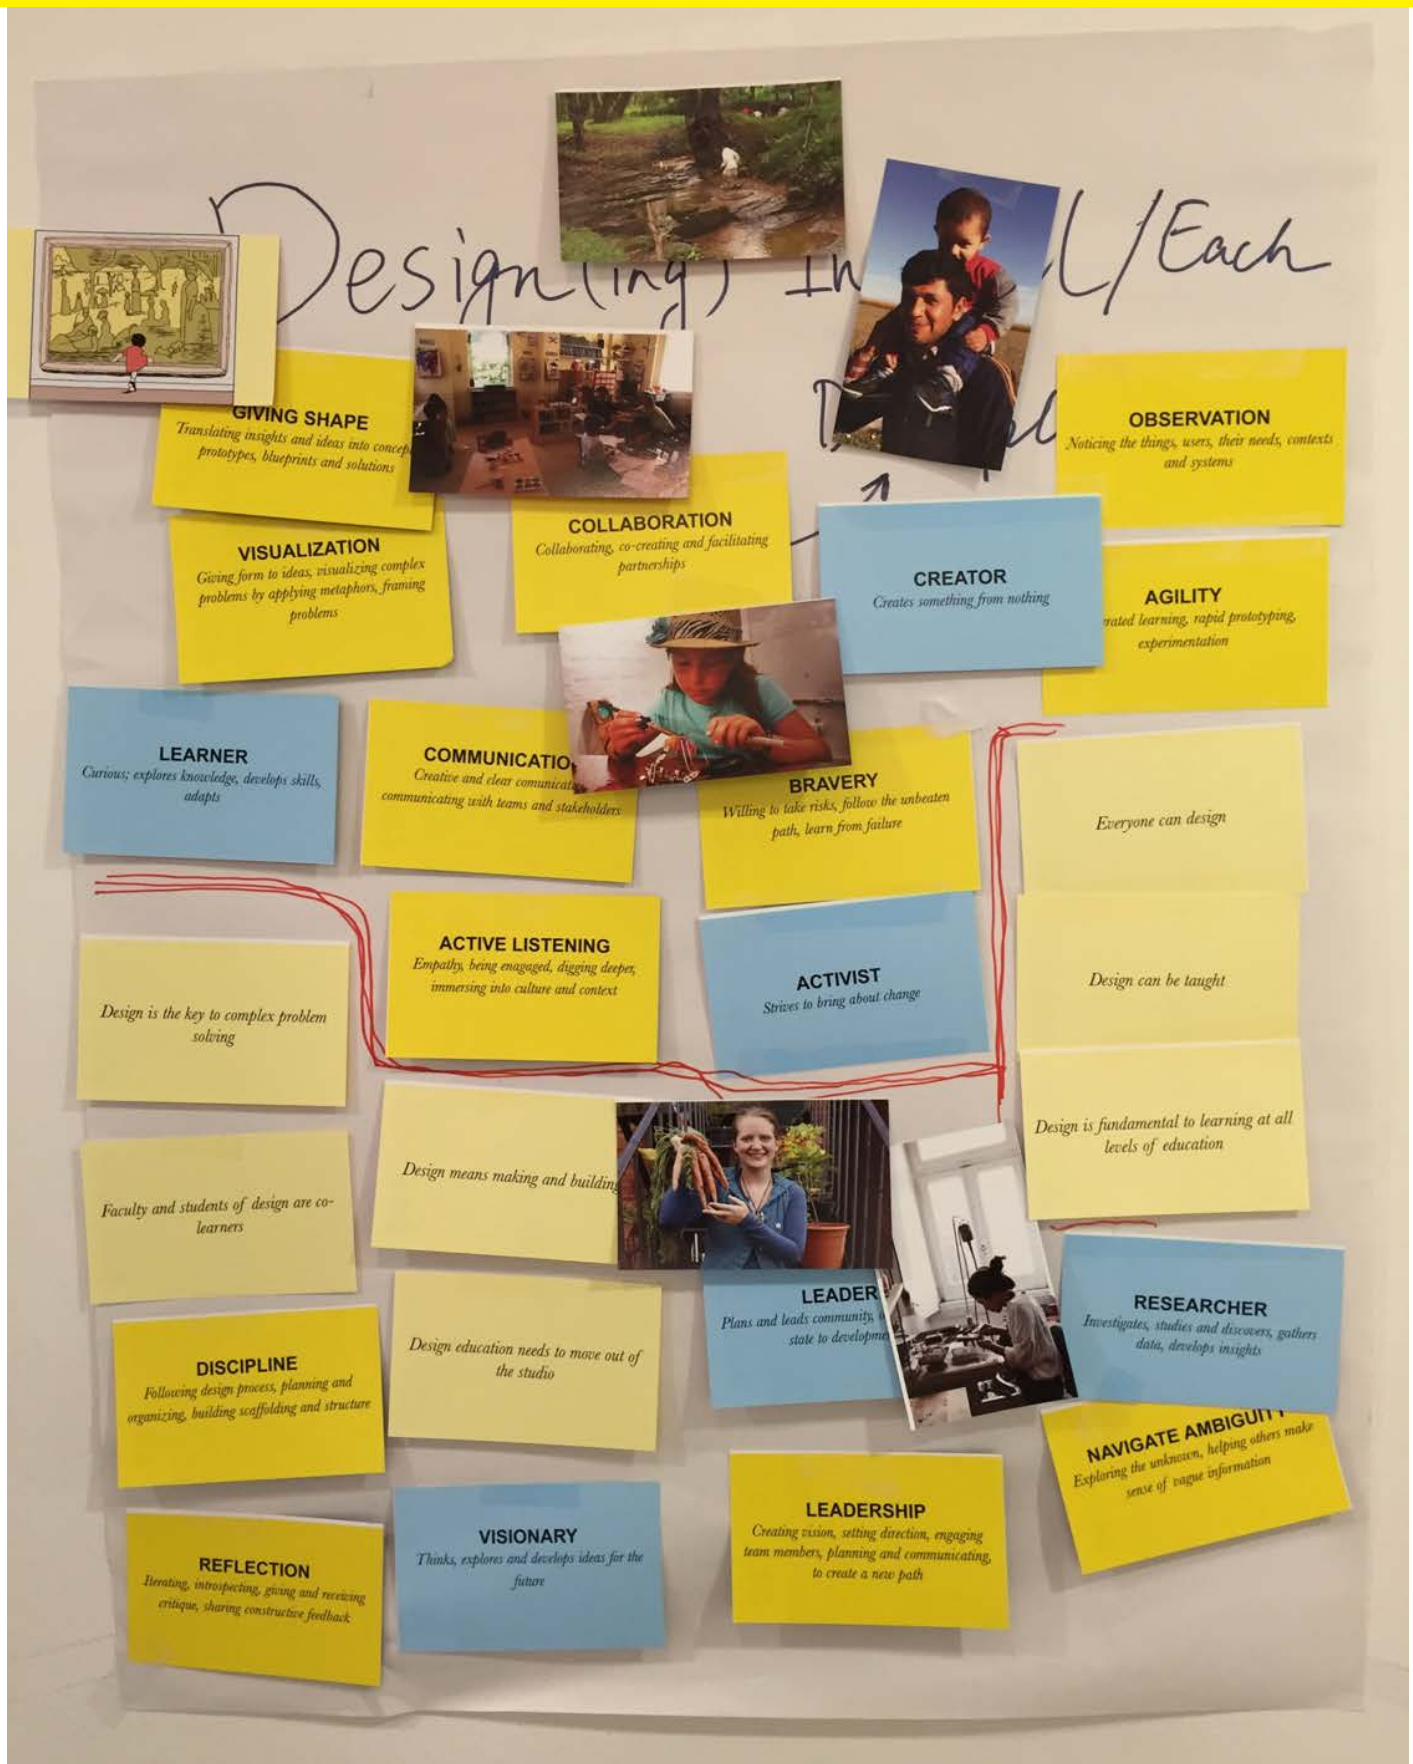 Design(ing) In /Each
GIVING SHAPE
Translating insights and ideas into
prototypes, blueprints and solutions
OBSERVATION
Noticing the things, users, their needs, contexts
and systems
VISUALIZATION
Giving form to ideas, visualizing complex
problems by applying metaphors, framing
problems
COLLABORATION
Collaborating, co-creating and facilitating
partnerships
CREATOR
Creates something from nothing
AGILITY
learning, rapid prototyping,
experimentation
LEARNER
Curious; explores knowledge, develops skills,
adapts
COMMUNICATIO
Creative and clear
communicating with teams and stakeholders
BRAVERY
Willing to take risks, follow the unbeaten
path, learn from failure
Everyone can design
ACTIVE LISTENING
Empathy, being enagaged, digging deeper,
immersing into culture and context
ACTIVIST
Strives to bring about change
Design can be taught
Design is the key to complex problem
solving
Design means making and building
Design is fundamental to learning at all
levels of education
Faculty and students of design are co-
learners
LEADER
Plans and leads community,
state to
RESEARCHER
Investigates, studies and discovers, gathers
data, develops insights
DISCIPLINE
Following design process, planning and
organizing, building scaffolding and structure
Design education needs to move out of
the studio
NAVIGATE AMBIGUITY
Exploring the unknown, helping others make
sense of vague information
REFLECTION
Iterating, introspecting, giving and receiving
critique, sharing constructive feedback
VISIONARY
Thinks, explores and develops ideas for the
future
LEADERSHIP
Creating vision, setting direction, engaging
team members, planning and communicating,
to create a new path